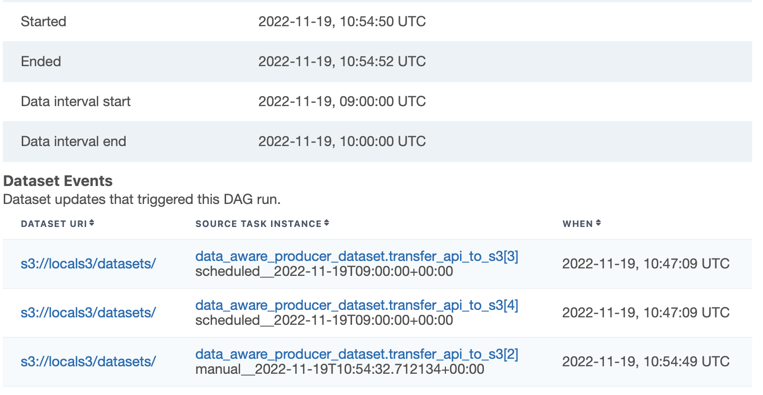 Started 2022-11-19, 10:54:50 UTC
Ended 2022-11-19, 10:54:52 UTC
Data interval start 2022-11-19, 09:00:00 UTC
Data interval end 2022-11-19, 10:00:00 UTC
Dataset Events
Dataset updates that triggered this DAG run.
DATASET URI SOURCE TASK INSTANCE WHEN
s3://locals3/datasets/ data_aware_producer_dataset.transfer_api_to_s3[3] 2022-11-19, 10:47:09 UTC
scheduled__2022-11-19T09:00:00+00:00
s3://locals3/datasets/ data_aware_producer_dataset.transfer_api_to_s3[4] 2022-11-19, 10:47:09 UTC
scheduled__2022-11-19T09:00:00+00:00
s3://locals3/datasets/ data_aware_producer_dataset.transfer_api_to_s3[2] 2022-11-19, 10:54:49 UTC
manual__2022-11-19T10:54:32.712134+00:00